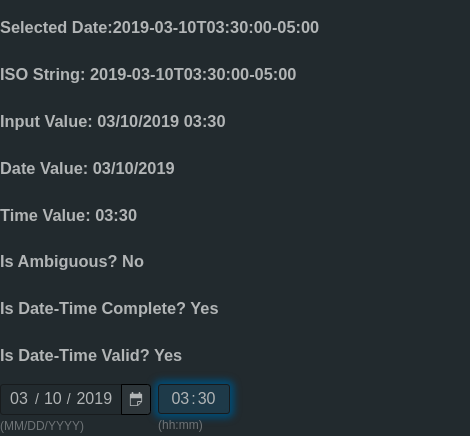 Selected Date:2019-03-10T03:30:00-05:00
ISO String: 2019-03-10T03:30:00-05:00
Input Value: 03/10/2019 03:30
Date Value: 03/10/2019
Time Value: 03:30
Is Ambiguous? No
Is Date-Time Complete? Yes
Is Date-Time Valid? Yes
03 / 10 / 2019 03:30
(MM/DD/YYYY) (hh:mm)